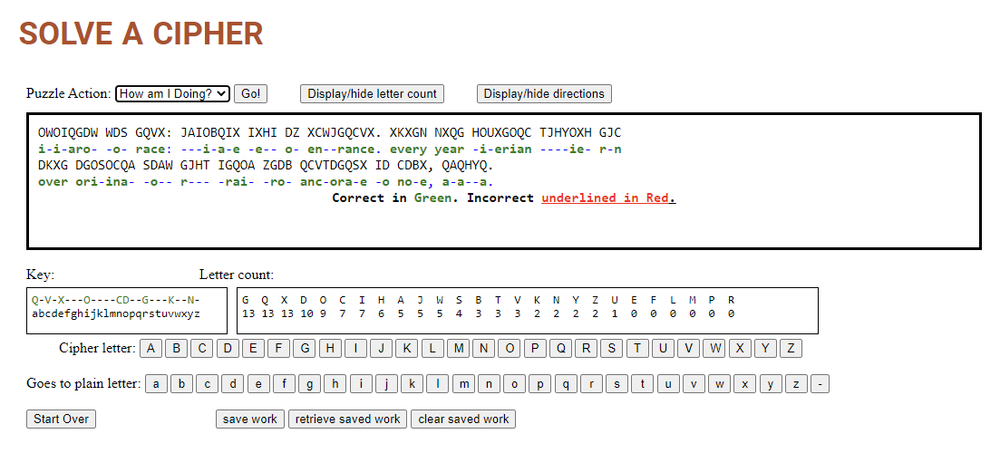 SOLVE A CIPHER
Puzzle Action: How am I Doing? Go! Display/hide letter count Display/hide directions
OWOIQGDW WDS GQVX: JAIOBQIX IXHI DZ XCWJGQCVX. XKXGN NXQG HOUXGOQC TJHYOXH GJC
i-i-aro- -o- race: ---i-a-e -e-- o- en--rance. every year -i-erian ----ie- r-n
DKXG DGOSOCQA SDAW GJHT IGQOA ZGDB QCVTDGQSX ID CDBX, QAQHYQ.
over ori-ina- -o-- r--- -rai- -ro- anc-ora-e -o no-e, a-a--a.
Correct in Green. Incorrect underlined in Red.
Key: Letter count:
Q-V-X---O----CD--G---K--N-
abcdefghijklmnopqrstuvwxyz
G Q X D O C I H A J W S B T V K N Y Z U E F L M P R
13 13 13 10 9 7 7 6 5 5 5 4 3 3 3 2 2 2 2 1 0 0 0 0 0 0
Cipher letter: A B C D E F G H I J K L M N O P Q R S T U V W X Y Z
Goes to plain letter: a b c d e f g h i j k l m n o p q r s t u v w x y z -
Start Over save work retrieve saved work clear saved work